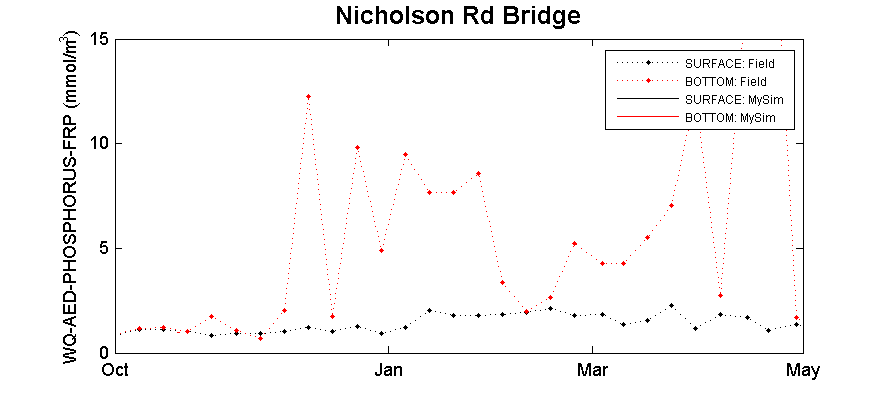 Nicholson Rd Bridge
WQ-AED-PHOSPHORUS-FRP (mmol/m³)
15
10
5
0
Oct
Jan
Mar
May
SURFACE: Field
BOTTOM: Field
SURFACE: MySim
BOTTOM: MySim